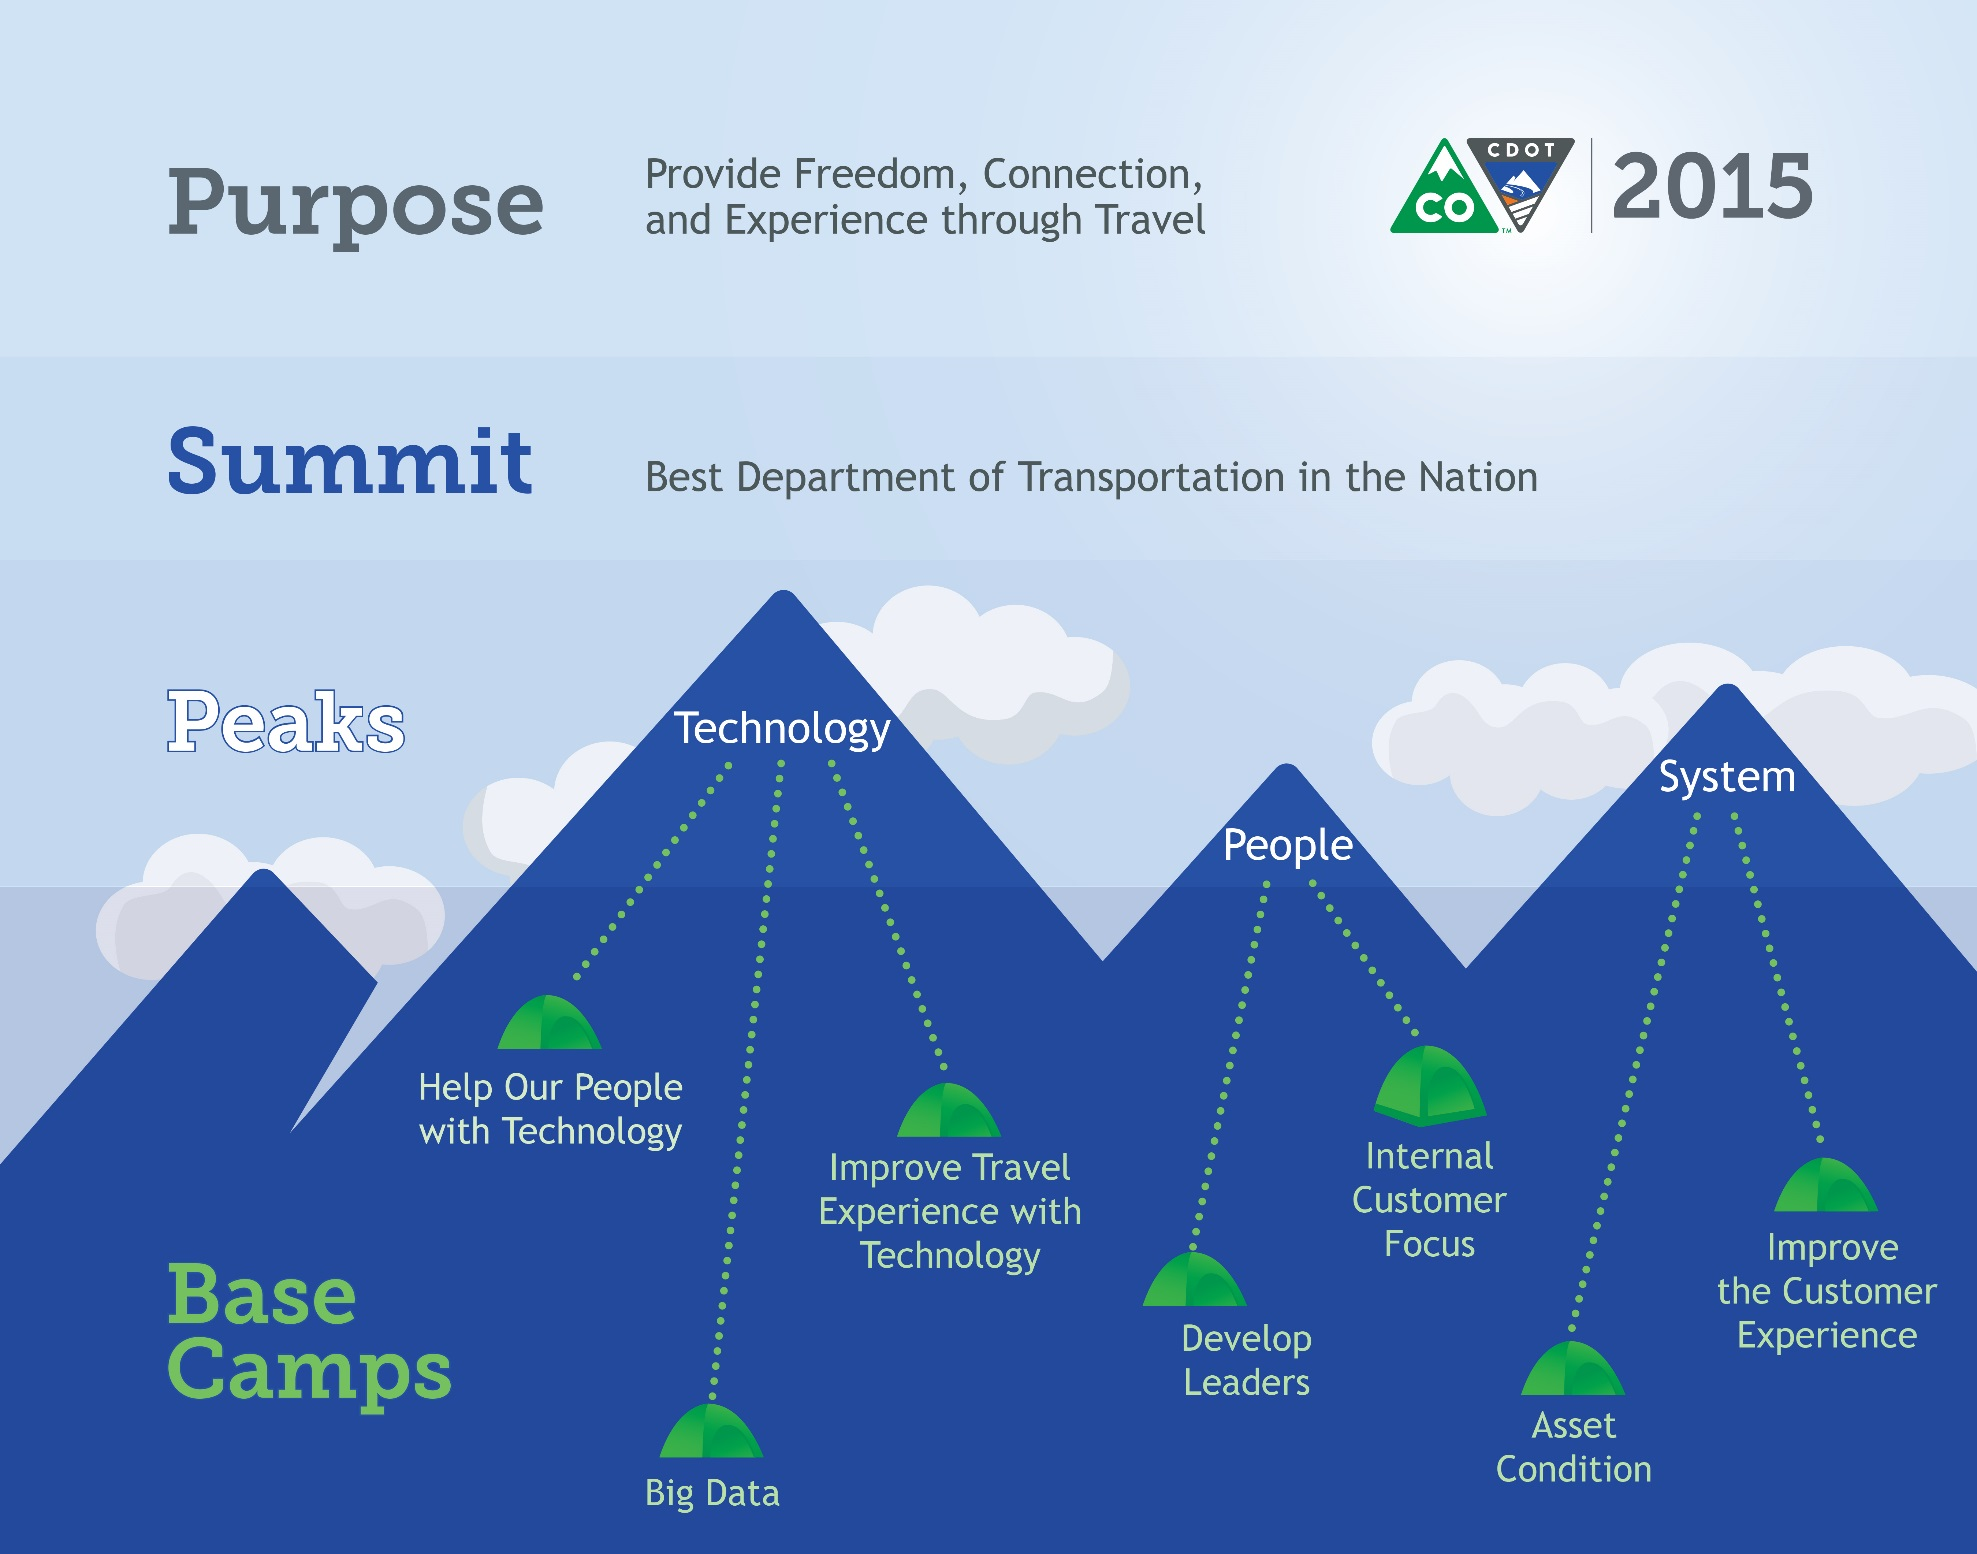 Purpose
Provide Freedom, Connection,
and Experience through Travel
CO
CDOT
TM
2015
Summit
Best Department of Transportation in the Nation
Peaks
Technology
People
System
Base
Camps
Help Our People
with Technology
Big Data
Improve Travel
Experience with
Technology
Develop
Leaders
Internal
Customer
Focus
Asset
Condition
Improve
the Customer
Experience